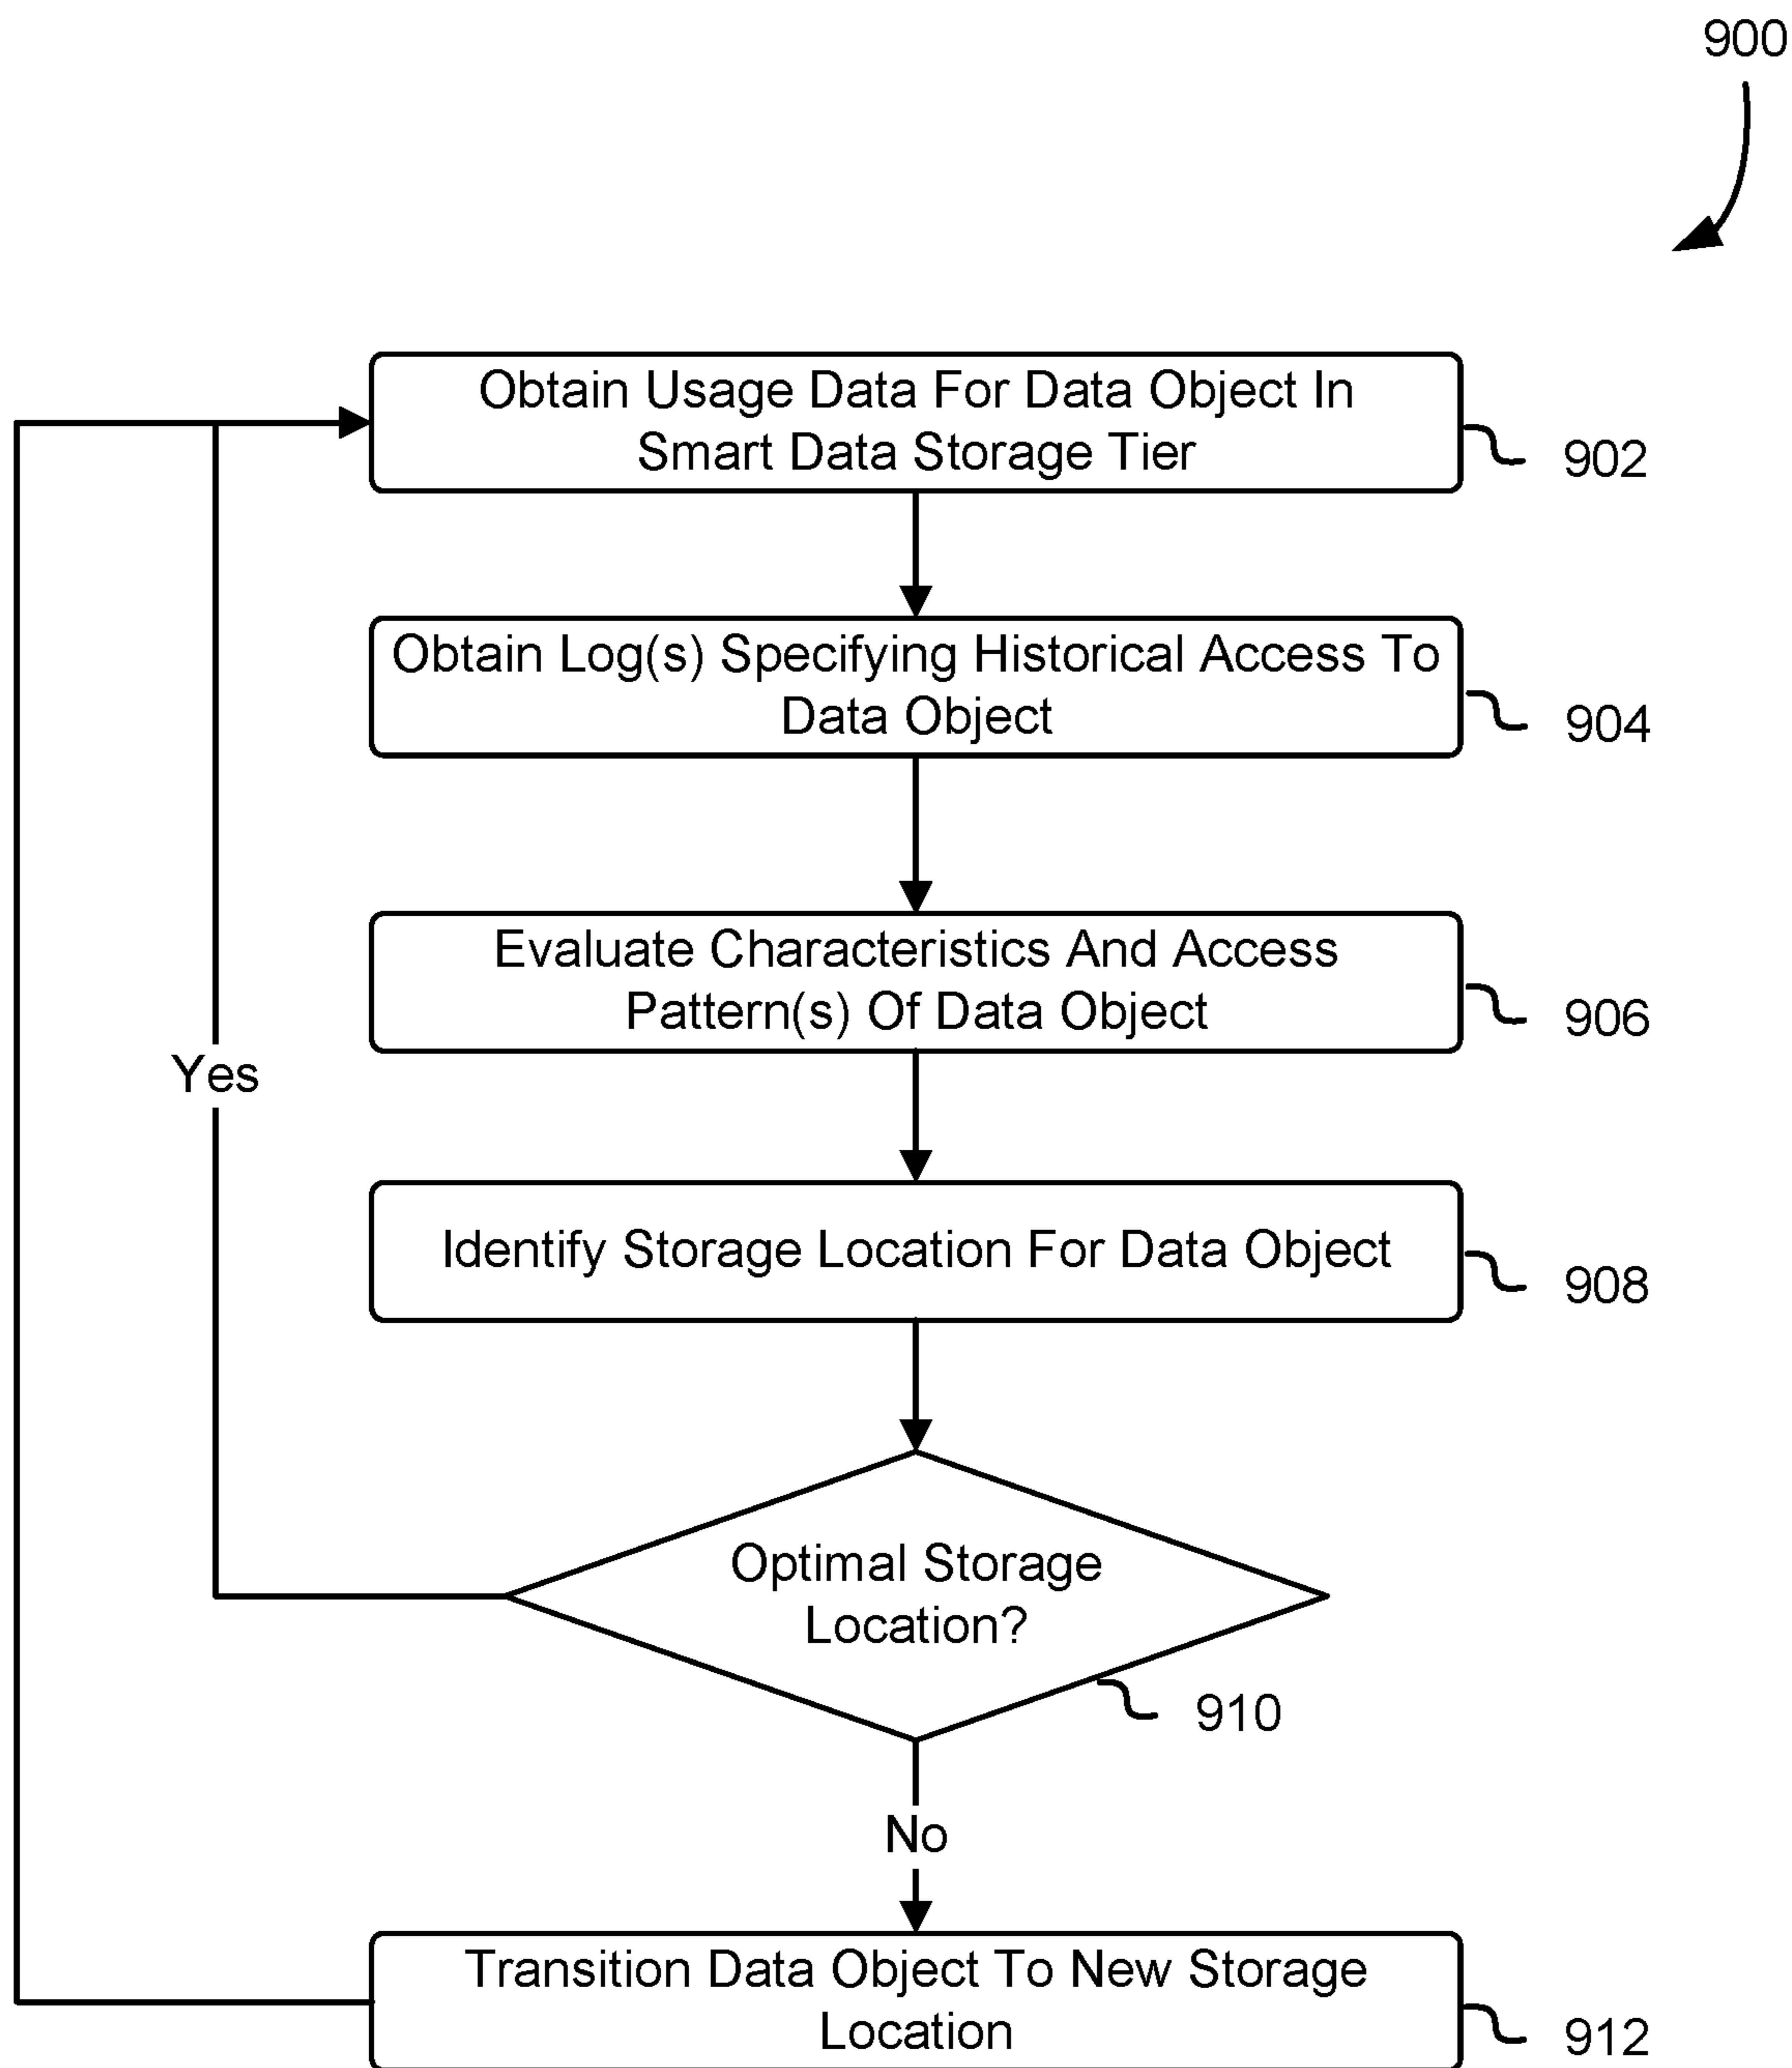 900
Obtain Usage Data For Data Object In
Smart Data Storage Tier
902
Obtain Log(s) Specifying Historical Access To
Data Object
904
Evaluate Characteristics And Access
Pattern(s) Of Data Object
906
Yes
Identify Storage Location For Data Object
908
Optimal Storage
Location?
910
No
Transition Data Object To New Storage
Location
912